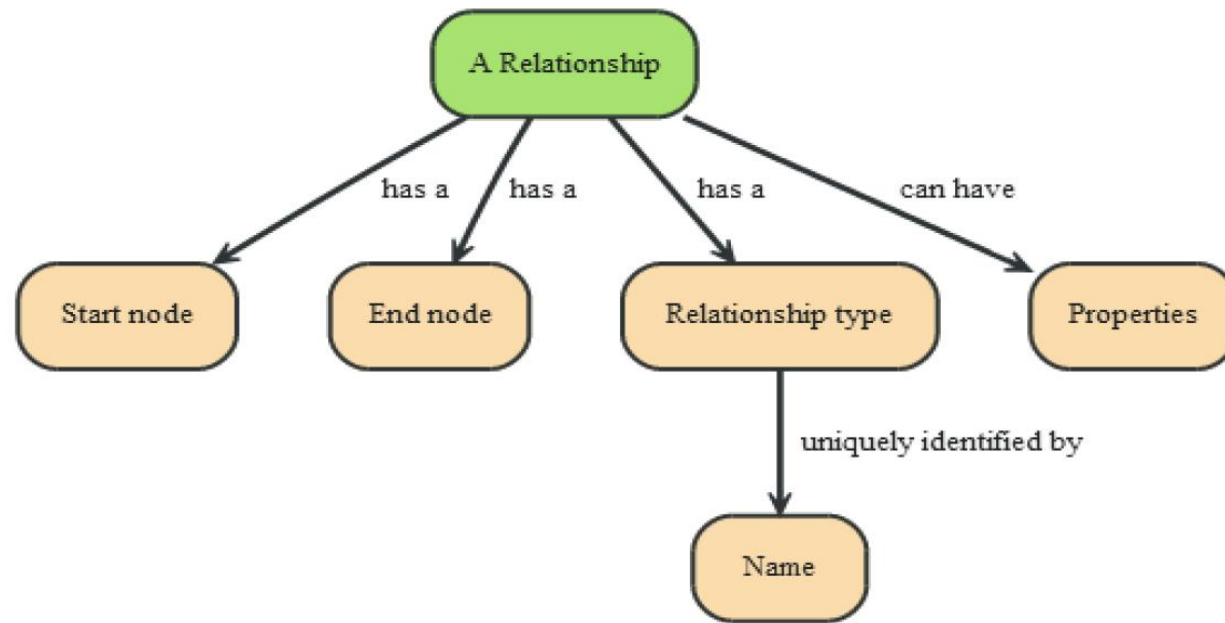 A Relationship
has a
has a
has a
can have
Start node
End node
Relationship type
Properties
uniquely identified by
Name